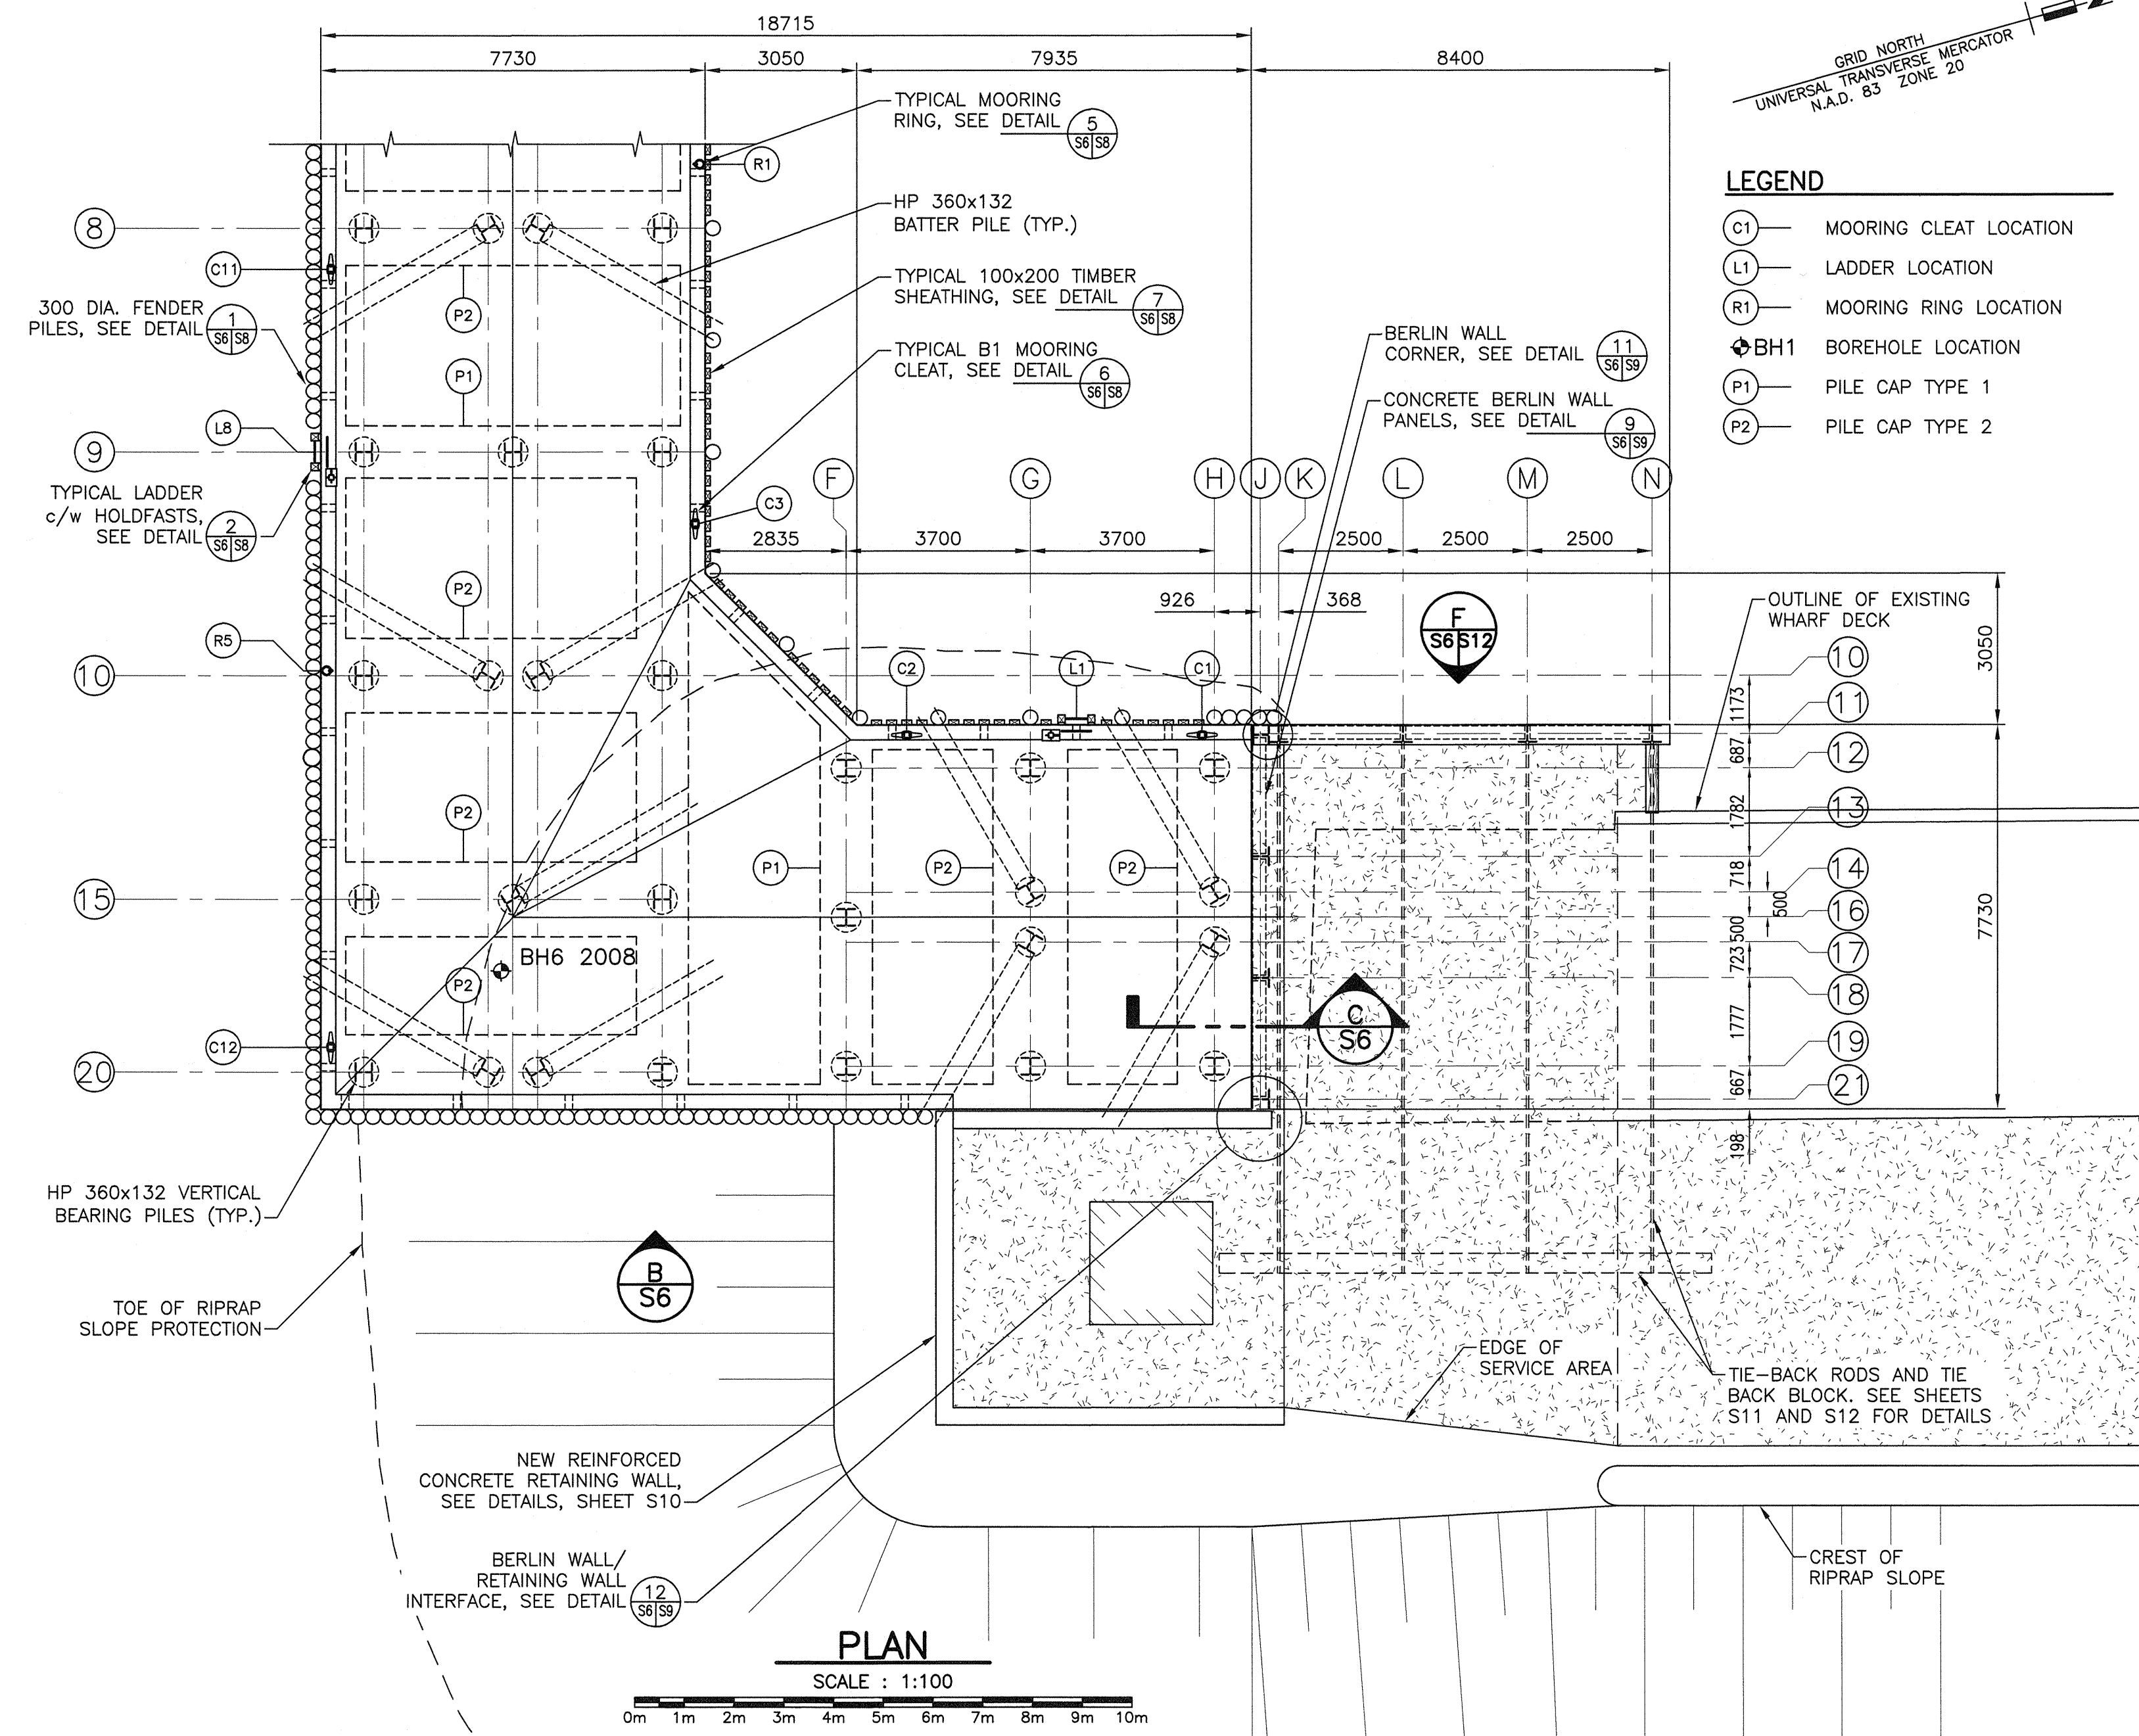 18715
7730
3050
7935
8400
GRID NORTH
UNIVERSAL TRANSVERSE MERCATOR
N.A.D. 83 ZONE 20
TYPICAL MOORING
RING, SEE DETAIL
5
S6 S8
R1
LEGEND
C1 MOORING CLEAT LOCATION
L1 LADDER LOCATION
R1 MOORING RING LOCATION
BH1 BOREHOLE LOCATION
P1 PILE CAP TYPE 1
P2 PILE CAP TYPE 2
HP 360x132
BATTER PILE (TYP.)
8
C11
TYPICAL 100x200 TIMBER
SHEATHING, SEE DETAIL
7
S6 S8
300 DIA. FENDER
PILES, SEE DETAIL
1
S6 S8
P2
P1
TYPICAL B1 MOORING
CLEAT, SEE DETAIL
6
S6 S8
BERLIN WALL
CORNER, SEE DETAIL
11
S6 S9
CONCRETE BERLIN WALL
PANELS, SEE DETAIL
9
S6 S9
L8
9
TYPICAL LADDER
c/w HOLDFASTS,
SEE DETAIL
2
S6 S8
C3
F
G
H
J
K
L
M
N
2835
3700
3700
2500
2500
2500
926
368
P2
R5
10
F
S6 S12
OUTLINE OF EXISTING
WHARF DECK
3050
C2
L1
C1
10
1173
11
687
12
1782
13
718
14
500
16
500
17
723
18
1777
19
667
21
198
7730
P2
P1
P2
P2
15
BH6 2008
P2
C12
20
C
S6
HP 360x132 VERTICAL
BEARING PILES (TYP.)
B
S6
TOE OF RIPRAP
SLOPE PROTECTION
EDGE OF
SERVICE AREA
TIE-BACK RODS AND TIE
BACK BLOCK. SEE SHEETS
S11 AND S12 FOR DETAILS
NEW REINFORCED
CONCRETE RETAINING WALL,
SEE DETAILS, SHEET S10
BERLIN WALL/
RETAINING WALL
INTERFACE, SEE DETAIL
12
S6 S9
CREST OF
RIPRAP SLOPE
PLAN
SCALE : 1:100
0m 1m 2m 3m 4m 5m 6m 7m 8m 9m 10m